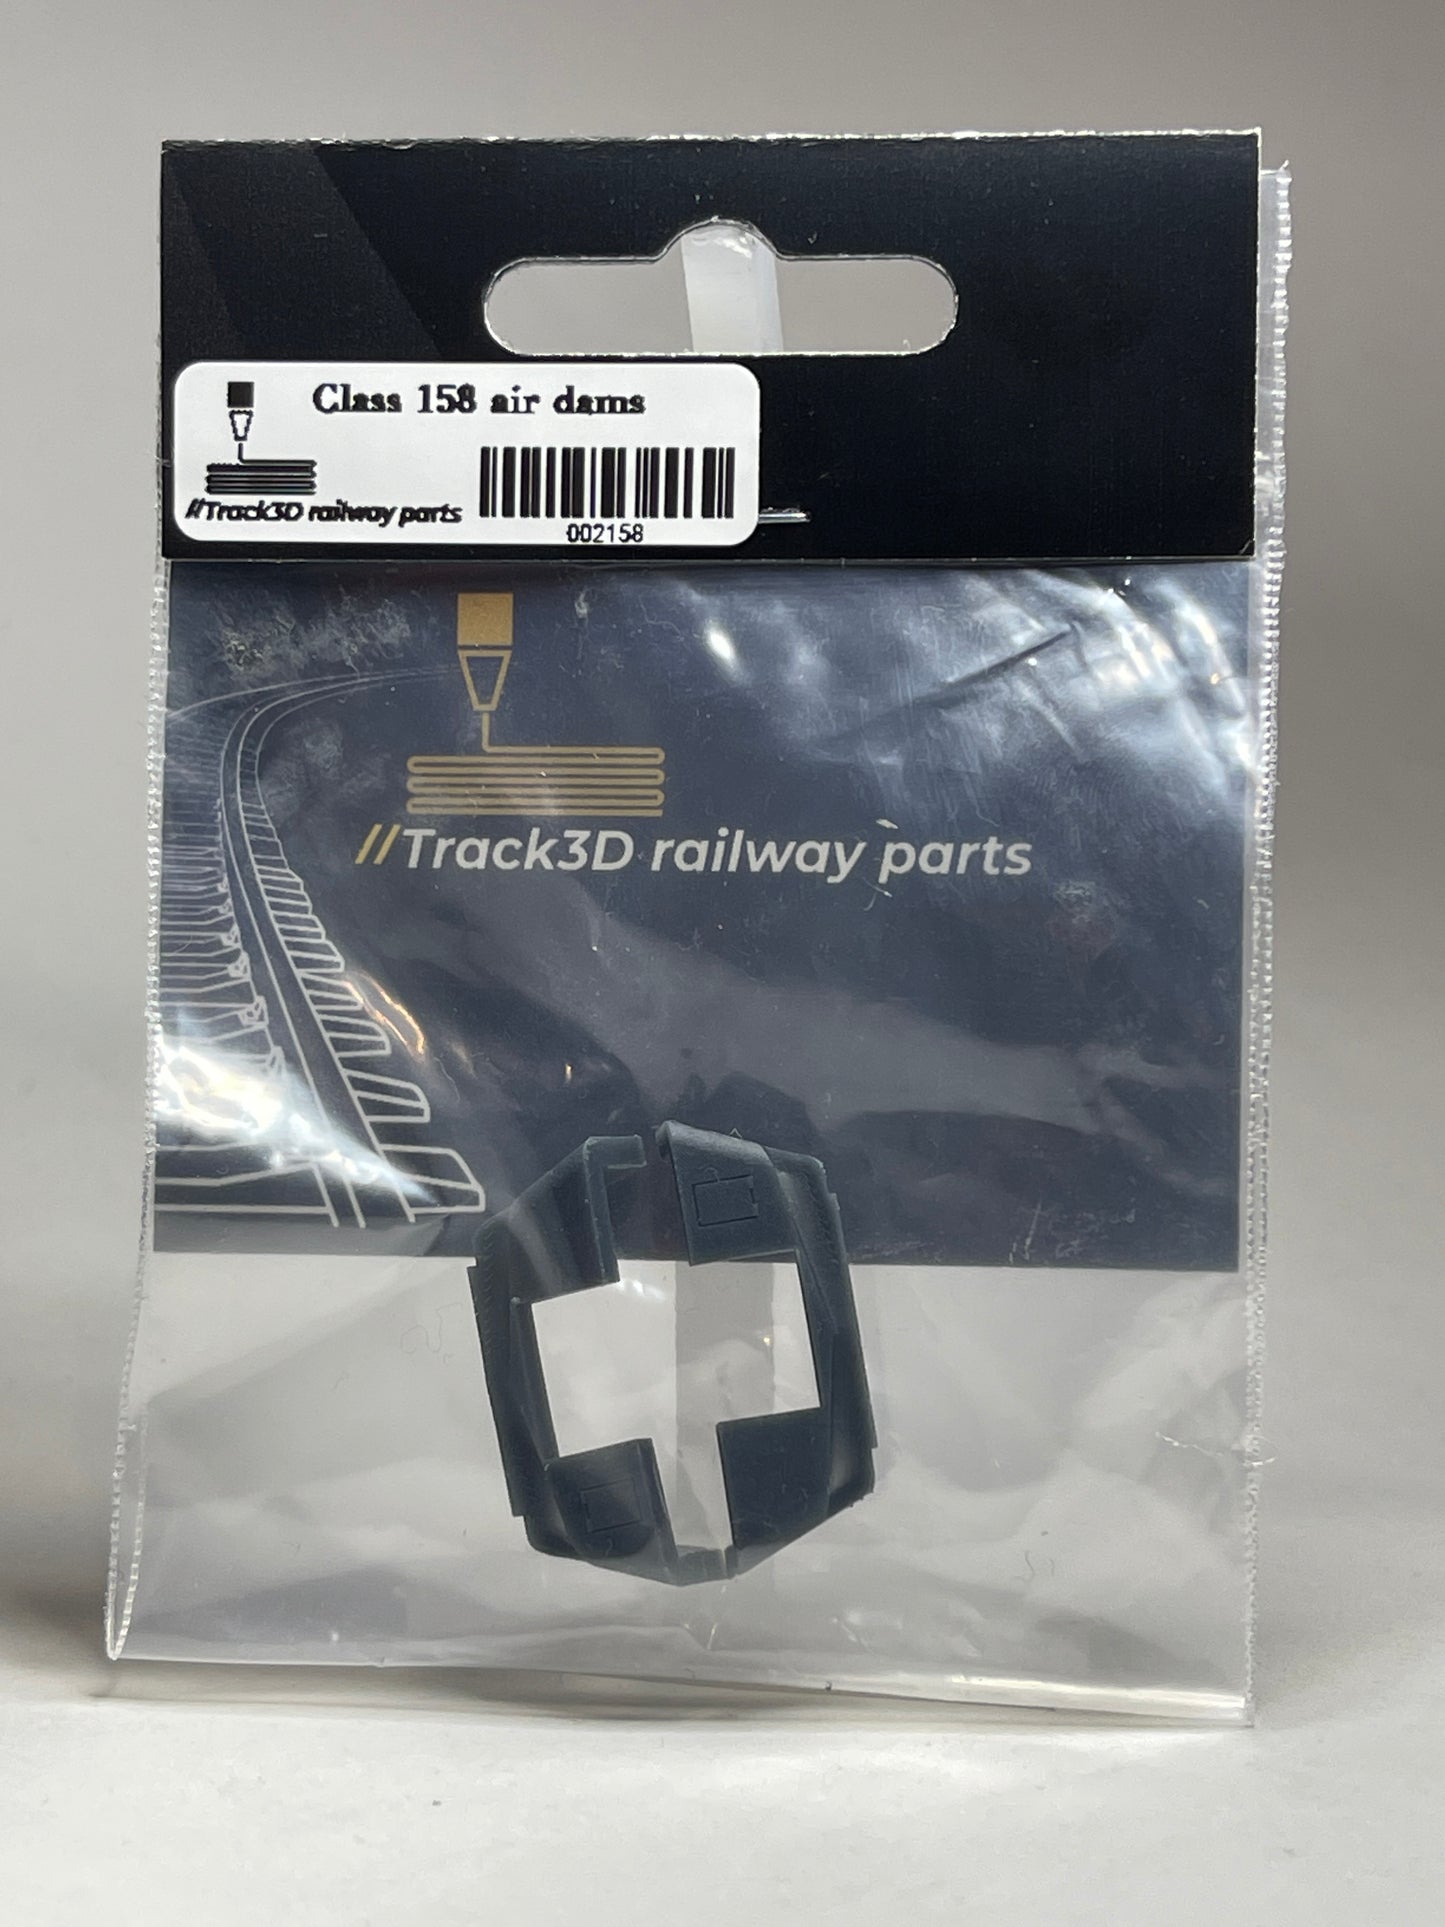 Class 158 air dams
//Track3D railway parts
002158
//Track3D railway parts